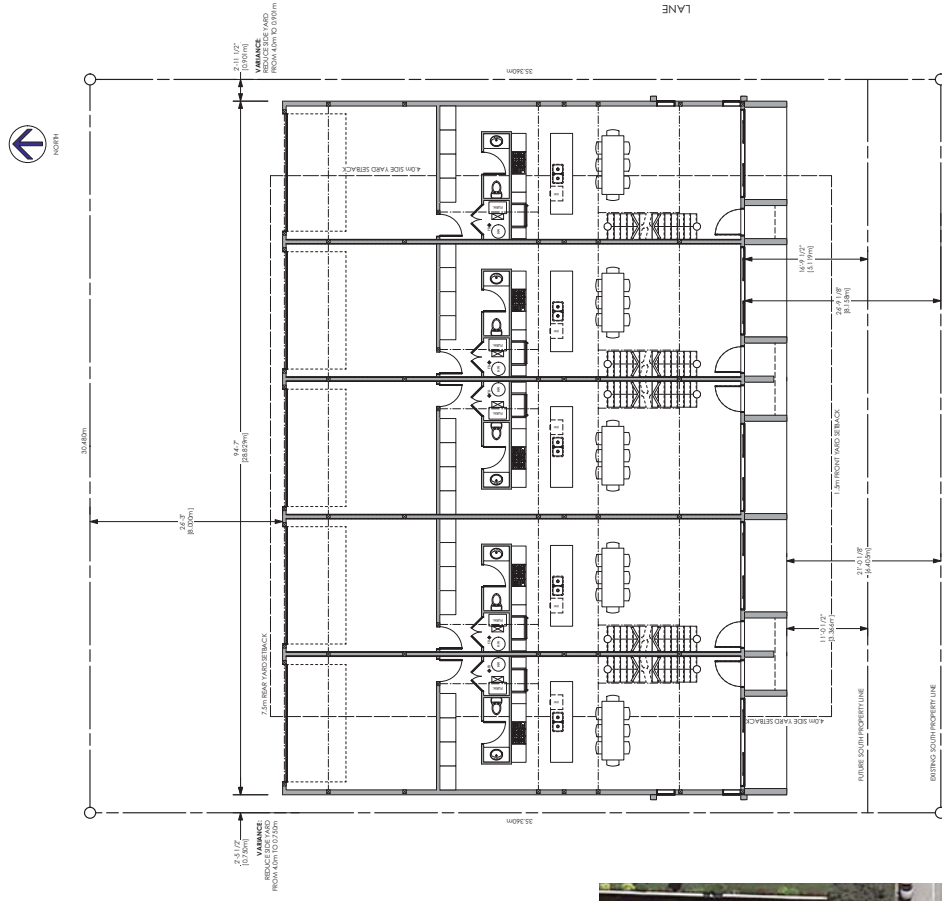 LANE
NORTH
2'-11 1/2"
[0.901m]
VARIANCE:
REDUCE SIDE YARD
FROM 4.0m TO 0.901m
35.360m
4.0m SIDE YARD SETBACK
30.480m
94'-7"
[28.829m]
26'-3"
[8.000m]
16'-9 1/2"
[5.119m]
26'-9 1/8"
[8.158m]
1.5m FRONT YARD SETBACK
7.5m REAR YARD SETBACK
21'-0 1/8"
[6.405m]
11'-0 1/2"
[3.366m]
4.0m SIDE YARD SETBACK
FUTURE SOUTH PROPERTY LINE
EXISTING SOUTH PROPERTY LINE
35.360m
2'-5 1/2"
[0.750m]
VARIANCE:
REDUCE SIDE YARD
FROM 4.0m TO 0.750m